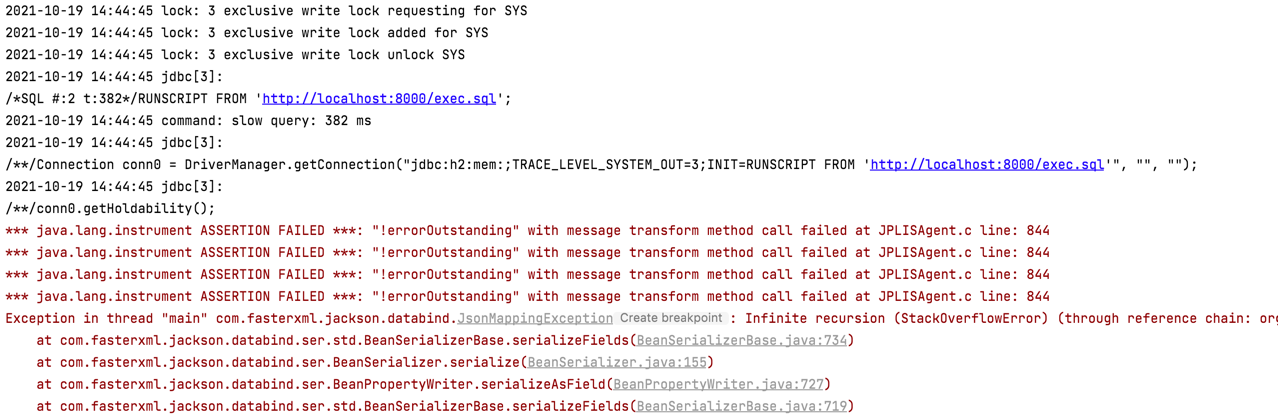 2021-10-19 14:44:45 lock: 3 exclusive write lock requesting for SYS
2021-10-19 14:44:45 lock: 3 exclusive write lock added for SYS
2021-10-19 14:44:45 lock: 3 exclusive write lock unlock SYS
2021-10-19 14:44:45 jdbc[3]:
/*SQL #:2 t:382*/RUNSCRIPT FROM 'http://localhost:8000/exec.sql';
2021-10-19 14:44:45 command: slow query: 382 ms
2021-10-19 14:44:45 jdbc[3]:
/**/Connection conn0 = DriverManager.getConnection("jdbc:h2:mem:;TRACE_LEVEL_SYSTEM_OUT=3;INIT=RUNSCRIPT FROM 'http://localhost:8000/exec.sql'", "", "");
2021-10-19 14:44:45 jdbc[3]:
/**/conn0.getHoldability();
*** java.lang.instrument ASSERTION FAILED ***: "!errorOutstanding" with message transform method call failed at JPLISAgent.c line: 844
*** java.lang.instrument ASSERTION FAILED ***: "!errorOutstanding" with message transform method call failed at JPLISAgent.c line: 844
*** java.lang.instrument ASSERTION FAILED ***: "!errorOutstanding" with message transform method call failed at JPLISAgent.c line: 844
*** java.lang.instrument ASSERTION FAILED ***: "!errorOutstanding" with message transform method call failed at JPLISAgent.c line: 844
Exception in thread "main" com.fasterxml.jackson.databind.JsonMappingException Create breakpoint : Infinite recursion (StackOverflowError) (through reference chain: org
at com.fasterxml.jackson.databind.ser.std.BeanSerializerBase.serializeFields(BeanSerializerBase.java:734)
at com.fasterxml.jackson.databind.ser.BeanSerializer.serialize(BeanSerializer.java:155)
at com.fasterxml.jackson.databind.ser.BeanPropertyWriter.serializeAsField(BeanPropertyWriter.java:727)
at com.fasterxml.jackson.databind.ser.std.BeanSerializerBase.serializeFields(BeanSerializerBase.java:719)